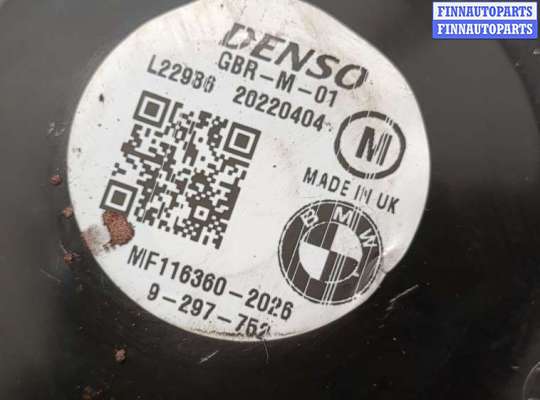 FINNAUTOPARTS
FINNAUTOPARTS
DENSO
GBR-M-01
L22986 20220404
M
MADE IN UK
BMW
MF116360-2026
9-297-752